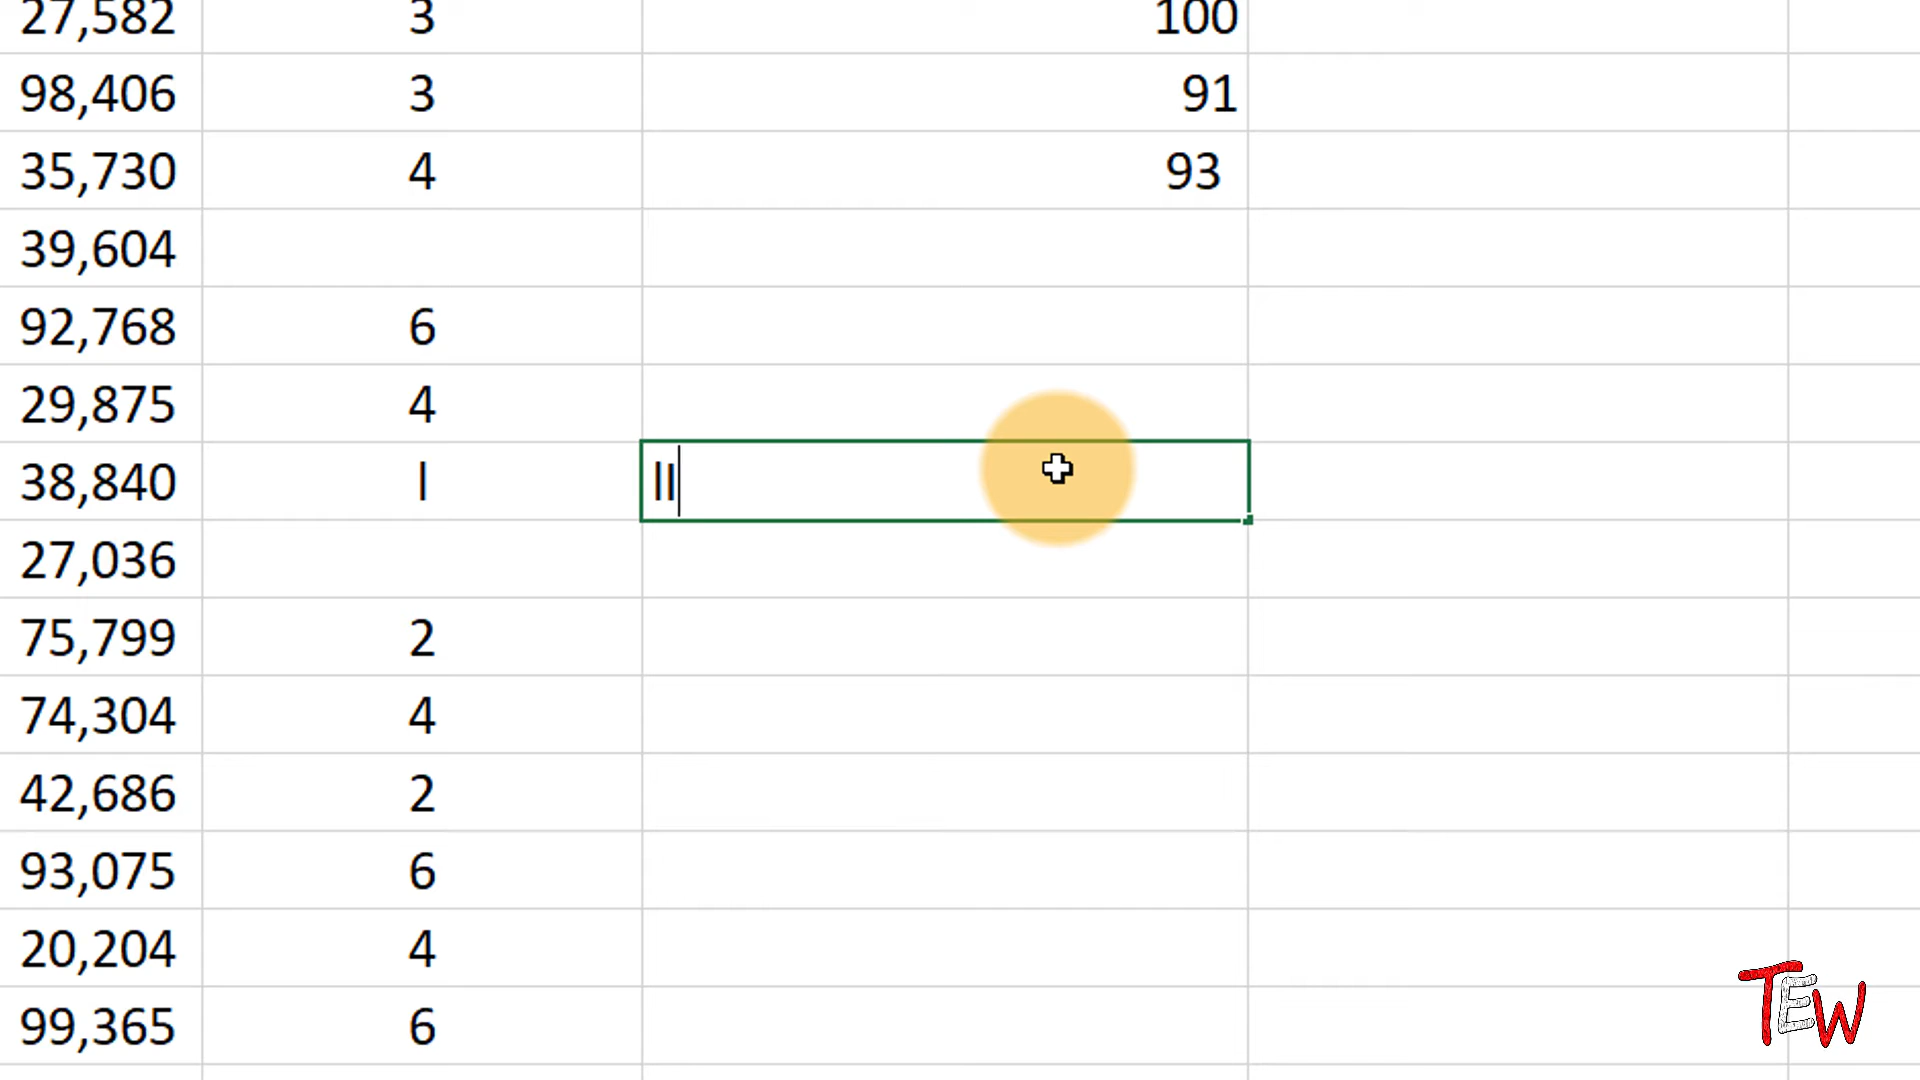 27,582 3 100
98,406 3 91
35,730 4 93
39,604
92,768 6
29,875 4
38,840 l lI
27,036
75,799 2
74,304 4
42,686 2
93,075 6
20,204 4
99,365 6
TEW